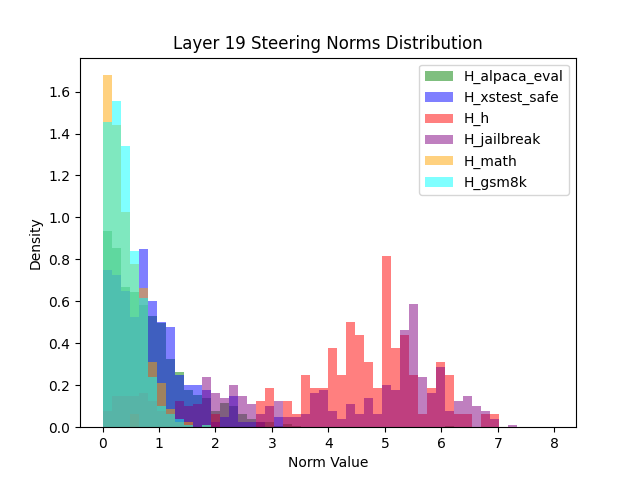 Layer 19 Steering Norms Distribution
H_alpaca_eval
H_xstest_safe
H_h
H_jailbreak
H_math
H_gsm8k
Density
1.6
1.4
1.2
1.0
0.8
0.6
0.4
0.2
0.0
0 1 2 3 4 5 6 7 8
Norm Value